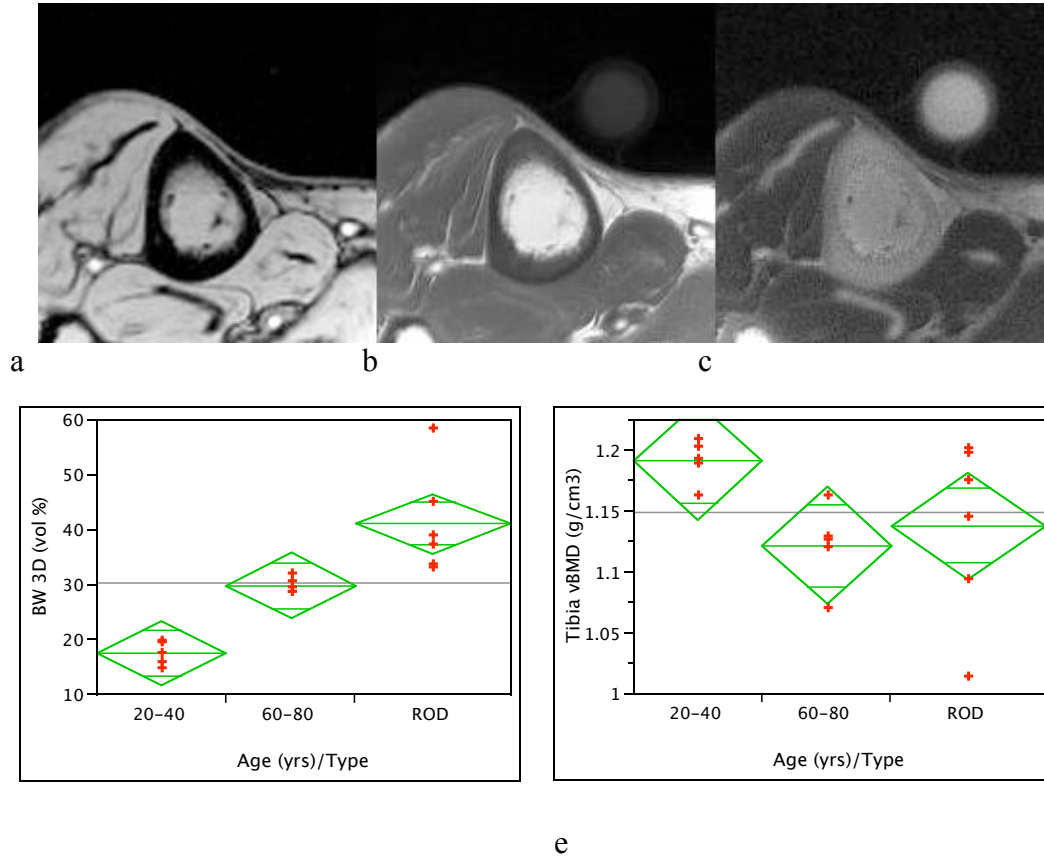 a b c
BW 3D (vol %)
60
50
40
30
20
10
20-40 60-80 ROD
Age (yrs)/Type
Tibia vBMD (g/cm3)
1.2
1.15
1.1
1.05
1
20-40 60-80 ROD
Age (yrs)/Type
e